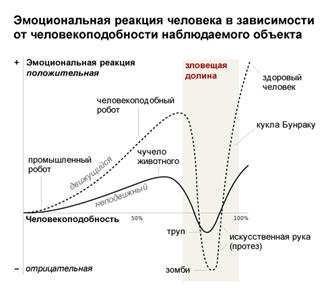 Эмоциональная реакция человека в зависимости
от человекоподобности наблюдаемого объекта
+ Эмоциональная реакция
положительная
зловещая
долина
здоровый
человек
человекоподобный
робот
кукла Бунраку
промышленный
робот
чучело
животного
движущийся
неподвижный
Человекоподобность
50%
100%
труп
искусственная рука
(протез)
зомби
– отрицательная